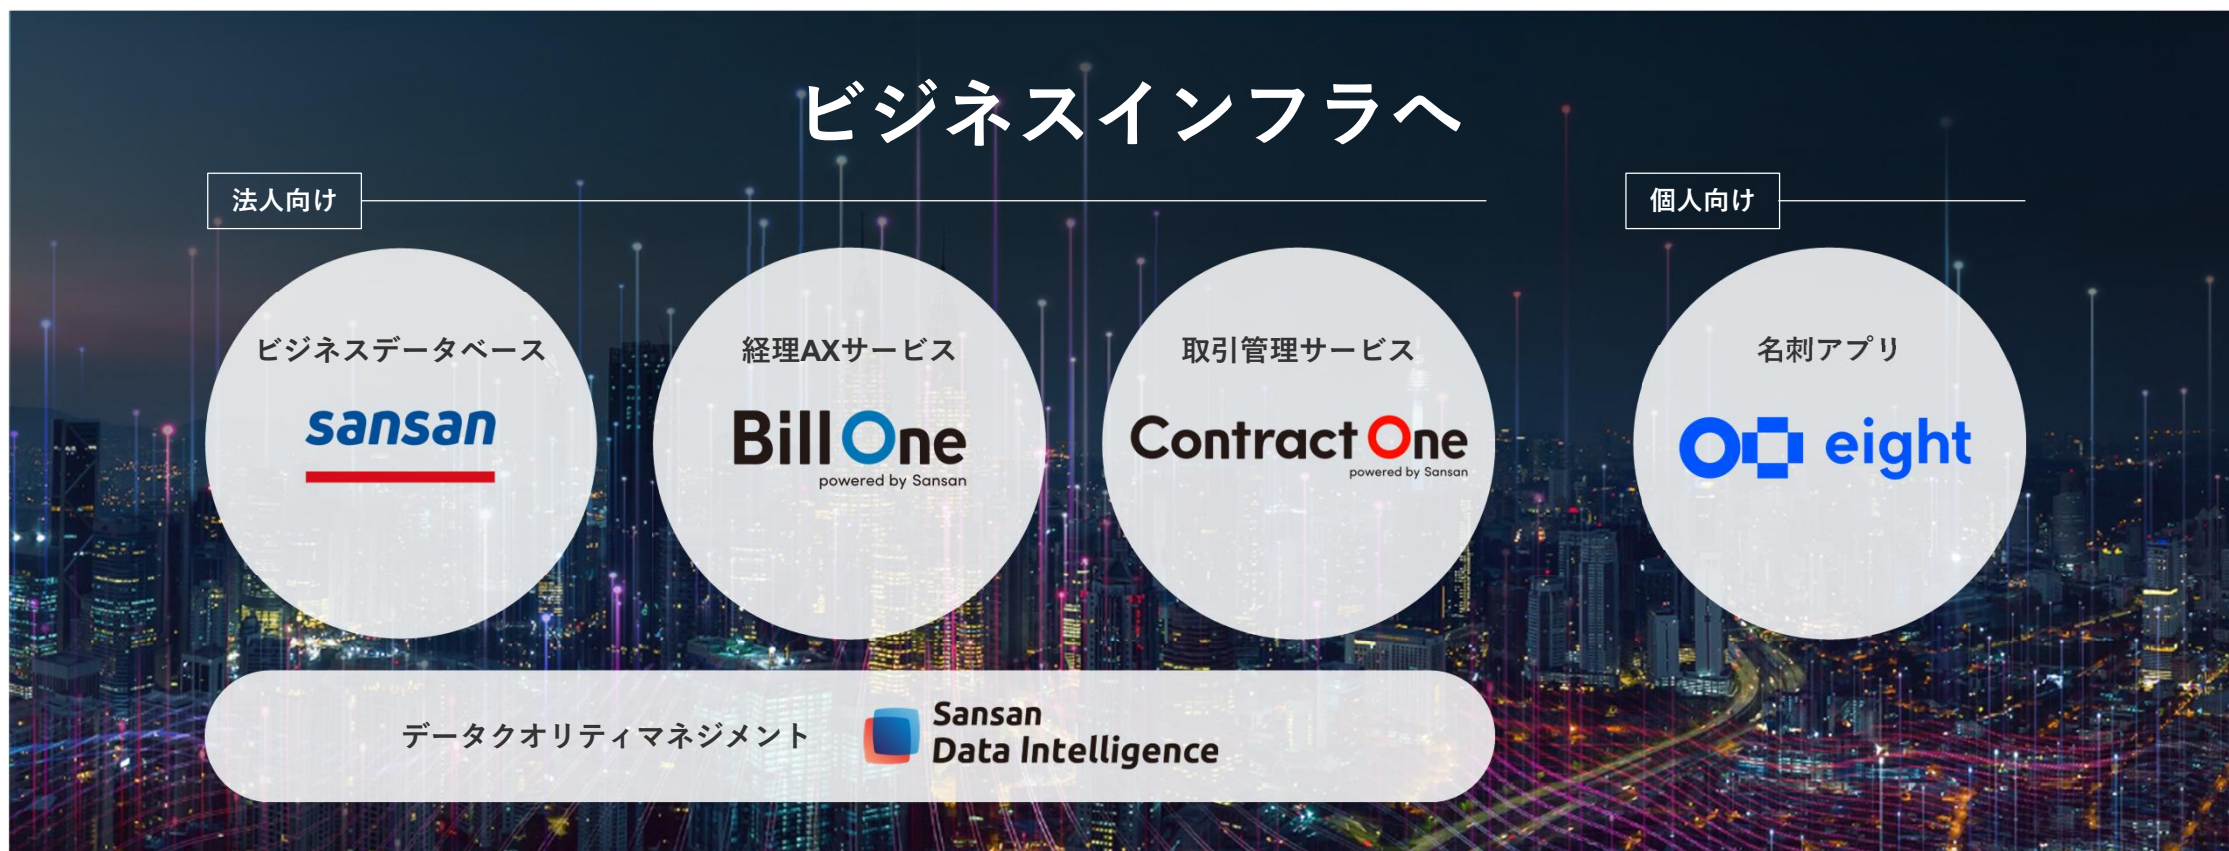 ビジネスインフラへ
法人向け
個人向け
ビジネスデータベース
sansan
経理AXサービス
Bill One
powered by Sansan
取引管理サービス
Contract One
powered by Sansan
名刺アプリ
eight
データクオリティマネジメント
Sansan
Data Intelligence